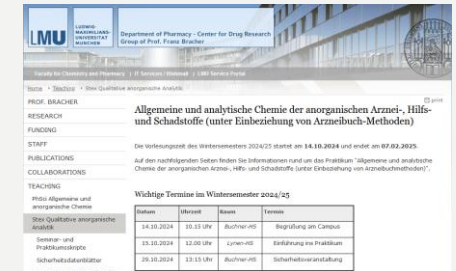 LMU
LUDWIG-
MAXIMILIANS-
UNIVERSITÄT
MÜNCHEN
Department of Pharmacy - Center for Drug Research
Group of Prof. Franz Bracher
Faculty for Chemistry and Pharmacy | IT Services / Webmail | LMU Service Portal
Home > Teaching > 5tes Qualitative anorganische Analytik
print
PROF. BRACHER
RESEARCH
FUNDING
STAFF
PUBLICATIONS
COLLABORATIONS
TEACHING
PhSü Allgemeine und
anorganische Chemie
5tes Qualitative anorganische
Analytik
Seminar- und
Praktikumsskripte
Sicherheitsdatenblätter
Allgemeine und analytische Chemie der anorganischen Arznei-, Hilfs-
und Schadstoffe (unter Einbeziehung von Arzneibuch-Methoden)
Die Vorlesungszeit des Wintersemesters 2024/25 startet am 14.10.2024 und endet am 07.02.2025.
Auf den nachfolgenden Seiten finden Sie Informationen rund um das Praktikum "Allgemeine und analytische
Chemie der anorganischen Arznei-, Hilfs- und Schadstoffe (unter Einbeziehung von Arzneibuchmethoden)".
Wichtige Termine im Wintersemester 2024/25
Datum Uhrzeit Raum Termin
14.10.2024 10.15 Uhr Buchner-HS Begrüßung am Campus
15.10.2024 12.00 Uhr Lynen-HS Einführung ins Praktikum
29.10.2024 13:15 Uhr Buchner-HS Sicherheitsveranstaltung